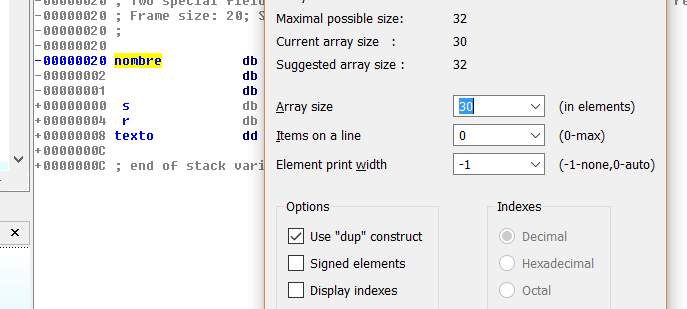 -00000020 ; Two special field
-00000020 ; Frame size: 20; S
-00000020 ;
-00000020
-00000020 nombre db
-00000002 db
-00000001 db
+00000000 s db
+00000004 r db
+00000008 texto dd
+0000000C
+0000000C ; end of stack vari
Maximal possible size: 32
Current array size : 30
Suggested array size : 32
Array size 30 (in elements)
Items on a line 0 (0-max)
Element print width -1 (-1-none,0-auto)
Options
Use "dup" construct
Signed elements
Display indexes
Indexes
Decimal
Hexadecimal
Octal